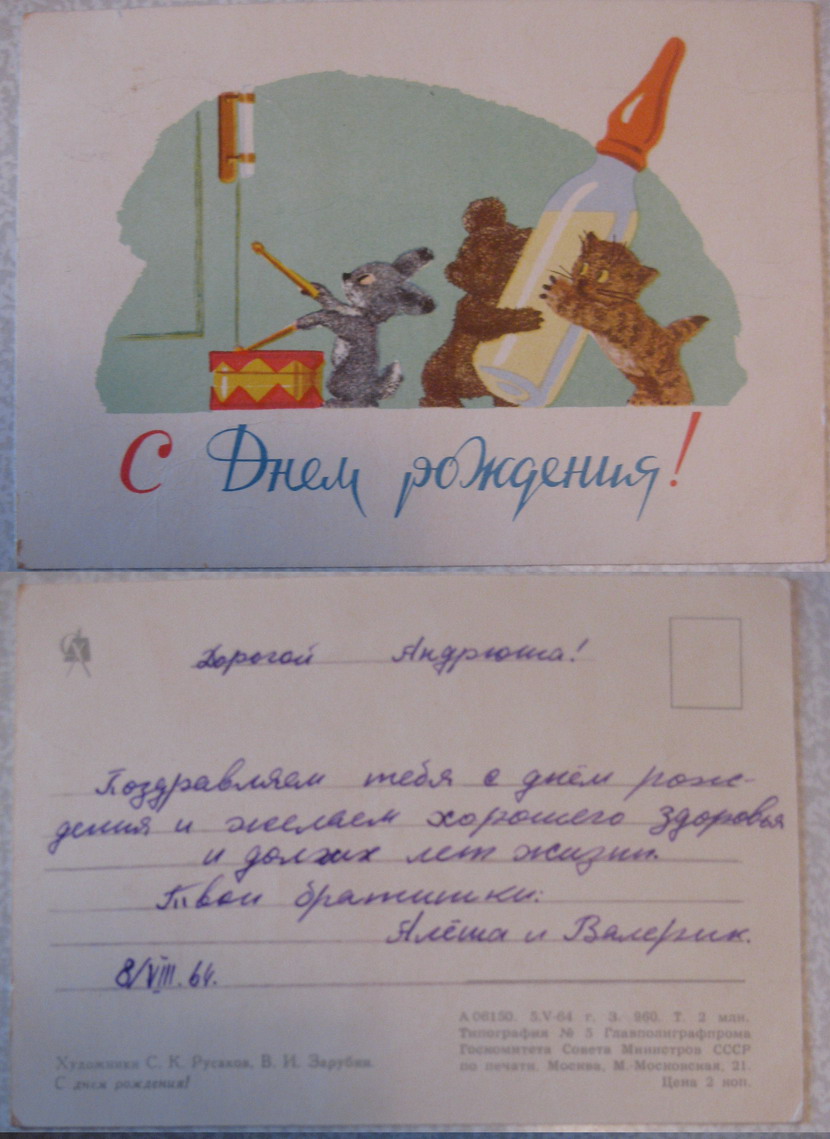 С Днем рождения!
Дорогой Андрюша!
Поздравляем тебя с днём рож-
дения и желаем хорошего здоровья
и долгих лет жизни.
Твои братишки:
Алёша и Валерик.
8/VIII.64.
А 06150. 5.V-64 г. З. 960. Т. 2 млн.
Типография № 5 Главполиграфпрома
Госкомитета Совета Министров СССР
по печати. Москва, М. Московская, 21.
Цена 2 коп.
Художники С. К. Русаков, В. И. Зарубин
С днем рождения!